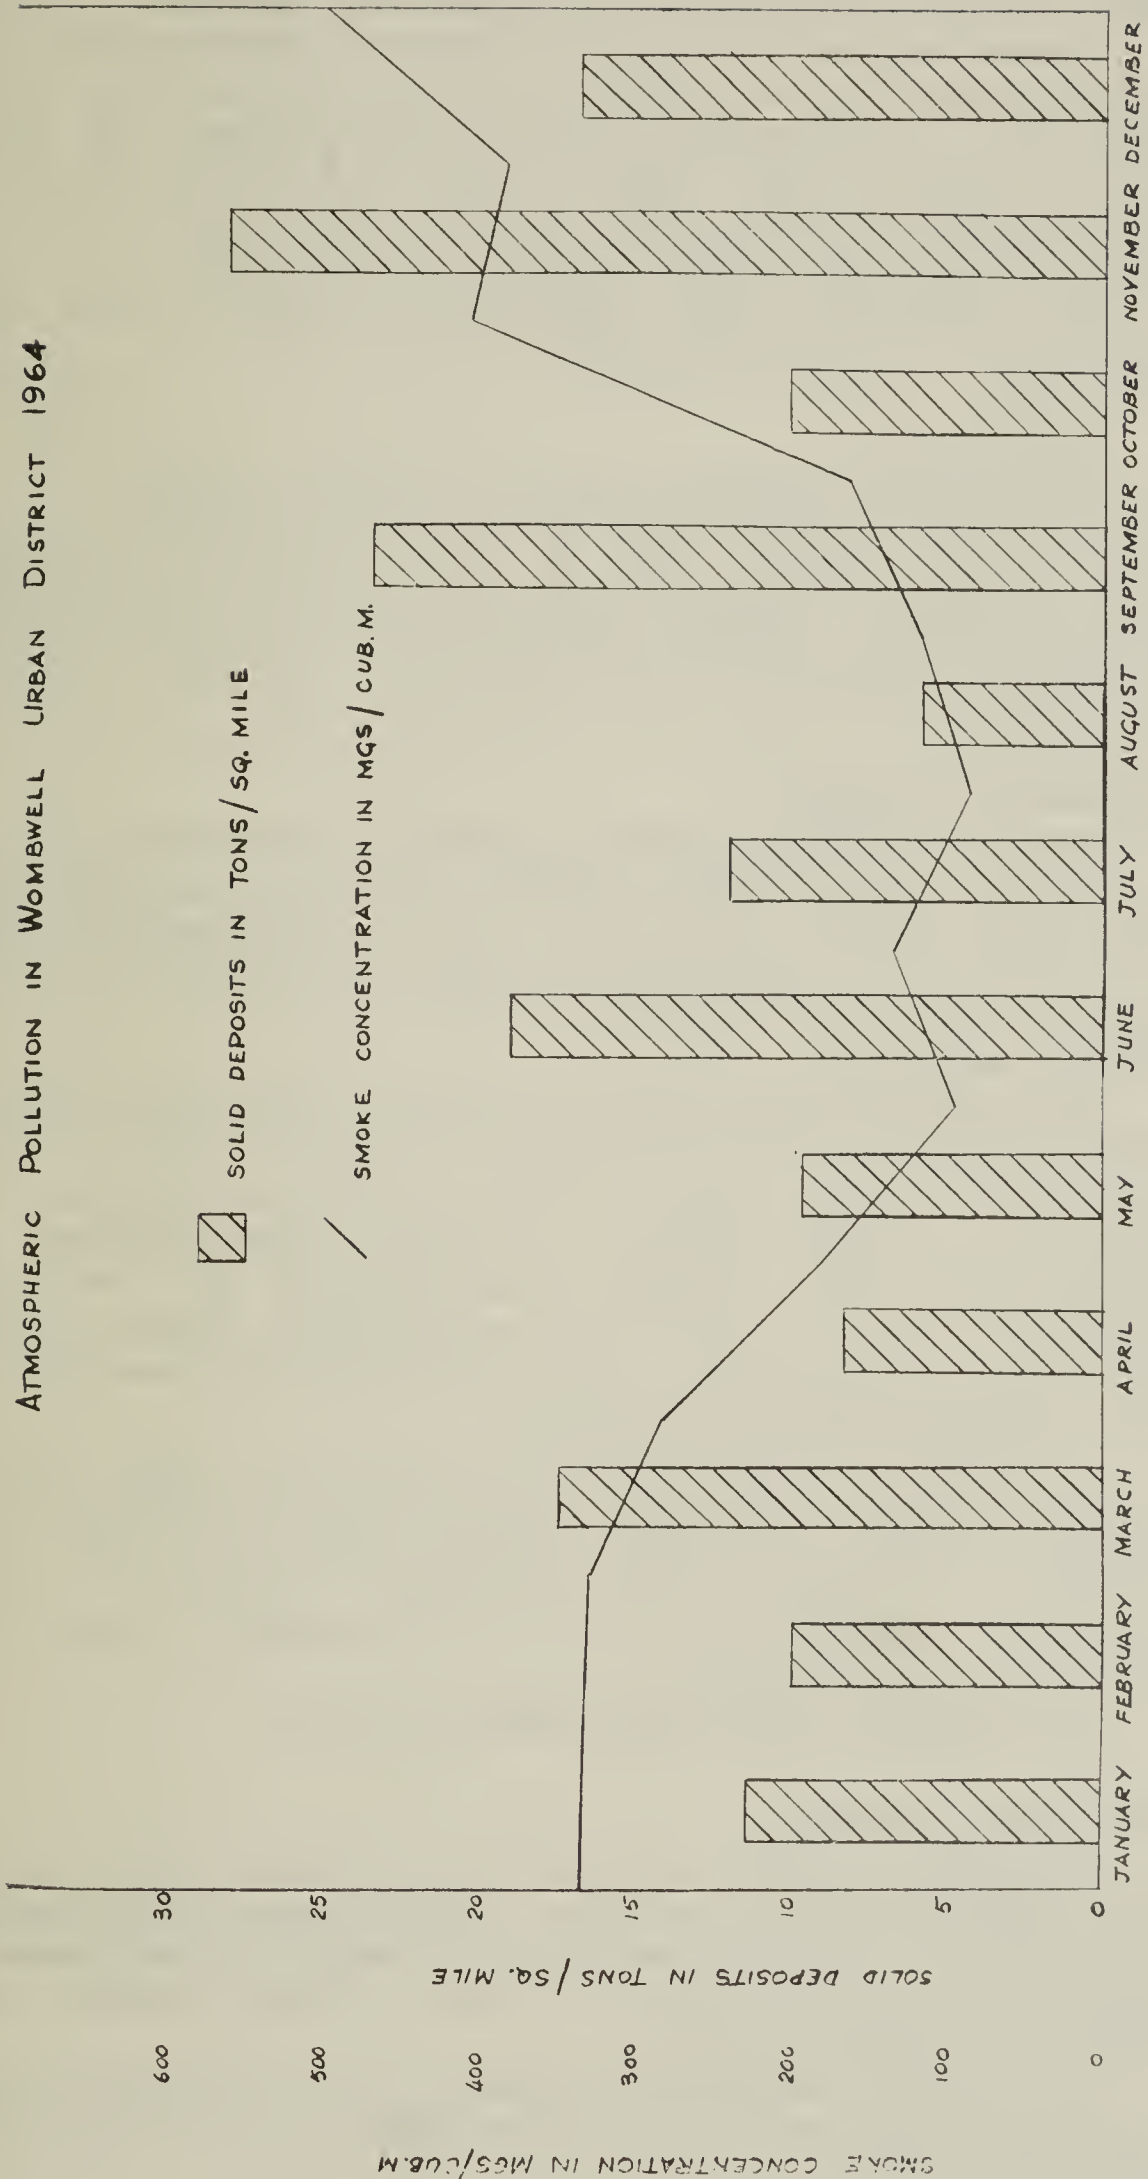 ATMOSPHERIC POLLUTION IN WOMBWELL URBAN DISTRICT 1964
SOLID DEPOSITS IN TONS/SQ. MILE
SMOKE CONCENTRATION IN MGS/CUB.M.
SMOKE CONCENTRATION IN MGS/CUB.M
600
500
400
300
200
100
0
SOLID DEPOSITS IN TONS/SQ. MILE
30
25
20
15
10
5
0
JANUARY FEBRUARY MARCH APRIL MAY JUNE JULY AUGUST SEPTEMBER OCTOBER NOVEMBER DECEMBER